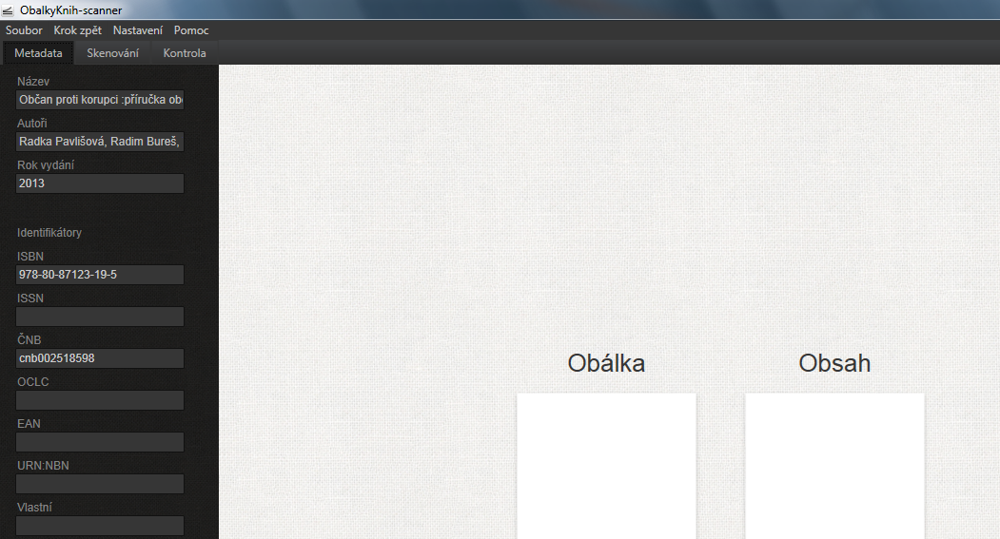 ObalkyKnih-scanner
Soubor Krok zpět Nastavení Pomoc
Metadata Skenování Kontrola
Název
Občan proti korupci :příručka ob
Autoři
Radka Pavlišová, Radim Bureš,
Rok vydání
2013
Identifikátory
ISBN
978-80-87123-19-5
ISSN
ČNB
cnb002518598
OCLC
EAN
URN:NBN
Vlastní
Obálka
Obsah